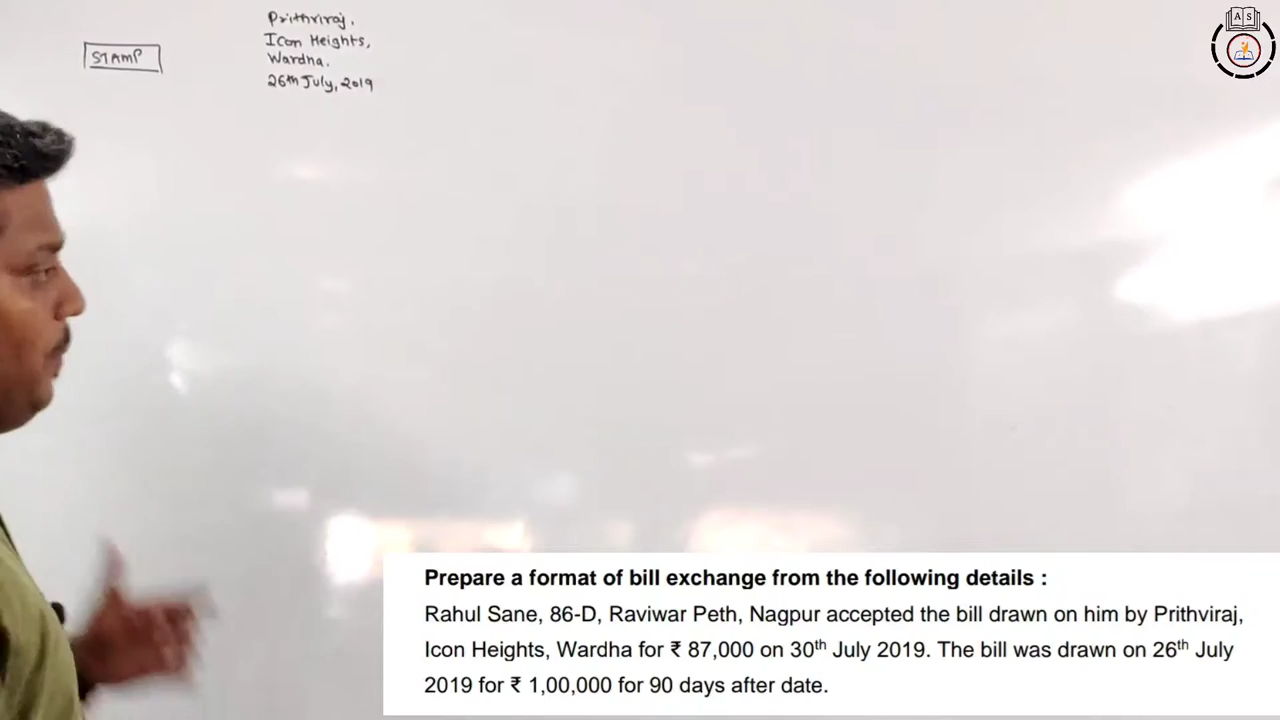 Prithviraj.
Icon Heights,
STAMP
Wardha.
26th July, 2019
A S
Prepare a format of bill exchange from the following details :
Rahul Sane, 86-D, Raviwar Peth, Nagpur accepted the bill drawn on him by Prithviraj,
Icon Heights, Wardha for ₹ 87,000 on 30th July 2019. The bill was drawn on 26th July
2019 for ₹ 1,00,000 for 90 days after date.